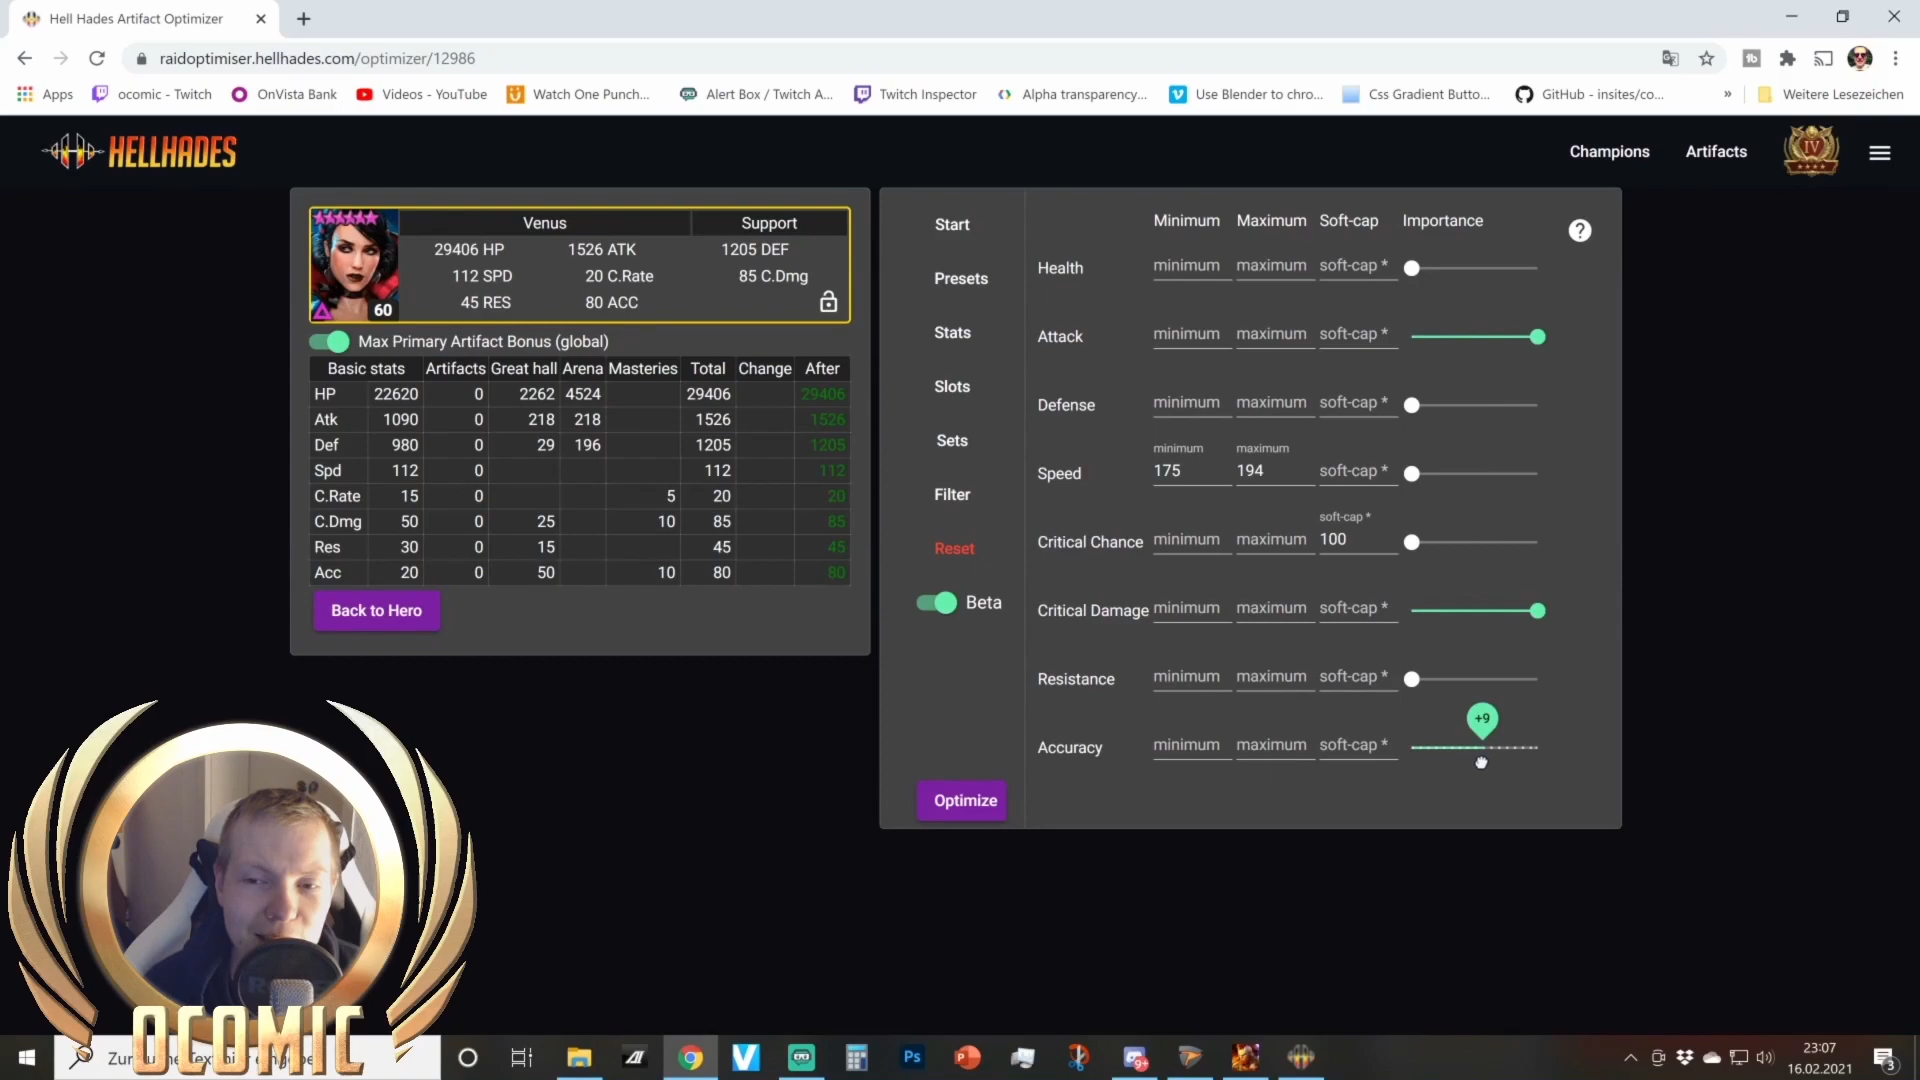 Hell Hades Artifact Optimizer
raidoptimiser.hellhades.com/optimizer/12986
Apps
ocomic - Twitch
OnVista Bank
Videos - YouTube
Watch One Punch...
Alert Box / Twitch A...
Twitch Inspector
Alpha transparency...
Use Blender to chro...
Css Gradient Butto...
GitHub - insites/co...
»
Weitere Lesezeichen
HELLHADES
Champions
Artifacts
IV
Venus
Support
29406 HP
1526 ATK
1205 DEF
112 SPD
20 C.Rate
85 C.Dmg
45 RES
80 ACC
60
Max Primary Artifact Bonus (global)
Basic stats Artifacts Great hall Arena Masteries Total Change After
HP 22620 0 2262 4524 29406 29406
Atk 1090 0 218 218 1526 1526
Def 980 0 29 196 1205 1205
Spd 112 0 112 112
C.Rate 15 0 5 20 20
C.Dmg 50 0 25 10 85 85
Res 30 0 15 45 45
Acc 20 0 50 10 80 80
Back to Hero
Start
Presets
Stats
Slots
Sets
Filter
Reset
Beta
Optimize
Minimum Maximum Soft-cap Importance
?
Health minimum maximum soft-cap *
Attack minimum maximum soft-cap *
Defense minimum maximum soft-cap *
minimum maximum
Speed 175 194 soft-cap *
soft-cap *
Critical Chance minimum maximum 100
Critical Damage minimum maximum soft-cap *
Resistance minimum maximum soft-cap *
+9
Accuracy minimum maximum soft-cap *
OCOMIC
Ps
9+
23:07
16.02.2021
3